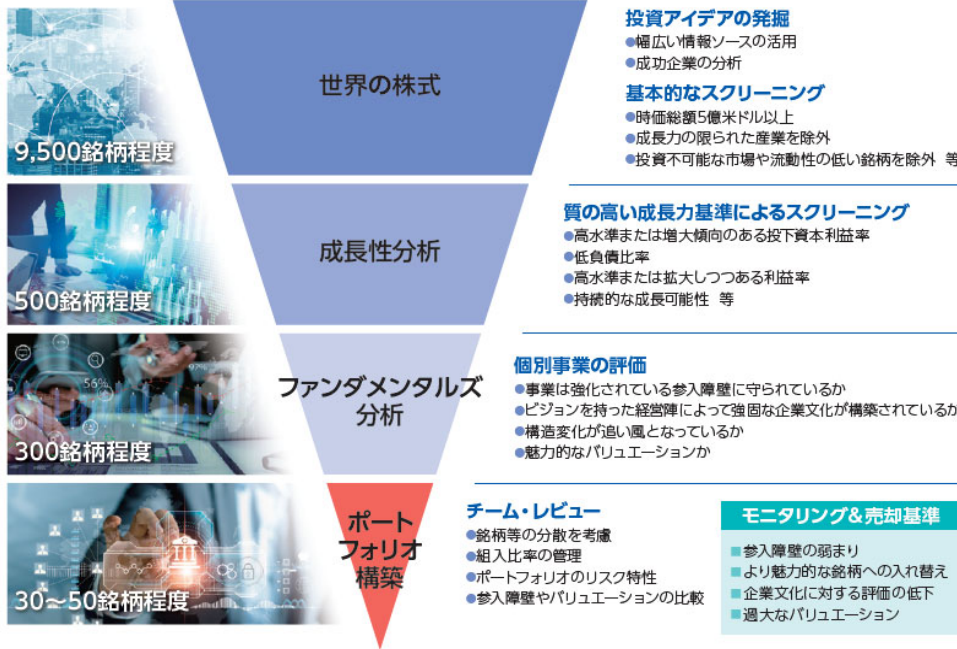 世界の株式
9,500銘柄程度
投資アイデアの発掘
●幅広い情報ソースの活用
●成功企業の分析
基本的なスクリーニング
●時価総額5億米ドル以上
●成長力の限られた産業を除外
●投資不可能な市場や流動性の低い銘柄を除外 等
成長性分析
500銘柄程度
質の高い成長力基準によるスクリーニング
●高水準または増大傾向のある投下資本利益率
●低負債比率
●高水準または拡大しつつある利益率
●持続的な成長可能性 等
ファンダメンタルズ
分析
56%
300銘柄程度
個別事業の評価
●事業は強化されている参入障壁に守られているか
●ビジョンを持った経営陣によって強固な企業文化が構築されているか
●構造変化が追い風となっているか
●魅力的なバリュエーションか
ポート
フォリオ
構築
30～50銘柄程度
チーム・レビュー
●銘柄等の分散を考慮
●組入比率の管理
●ポートフォリオのリスク特性
●参入障壁やバリュエーションの比較
モニタリング&売却基準
■参入障壁の弱まり
■より魅力的な銘柄への入れ替え
■企業文化に対する評価の低下
■過大なバリュエーション